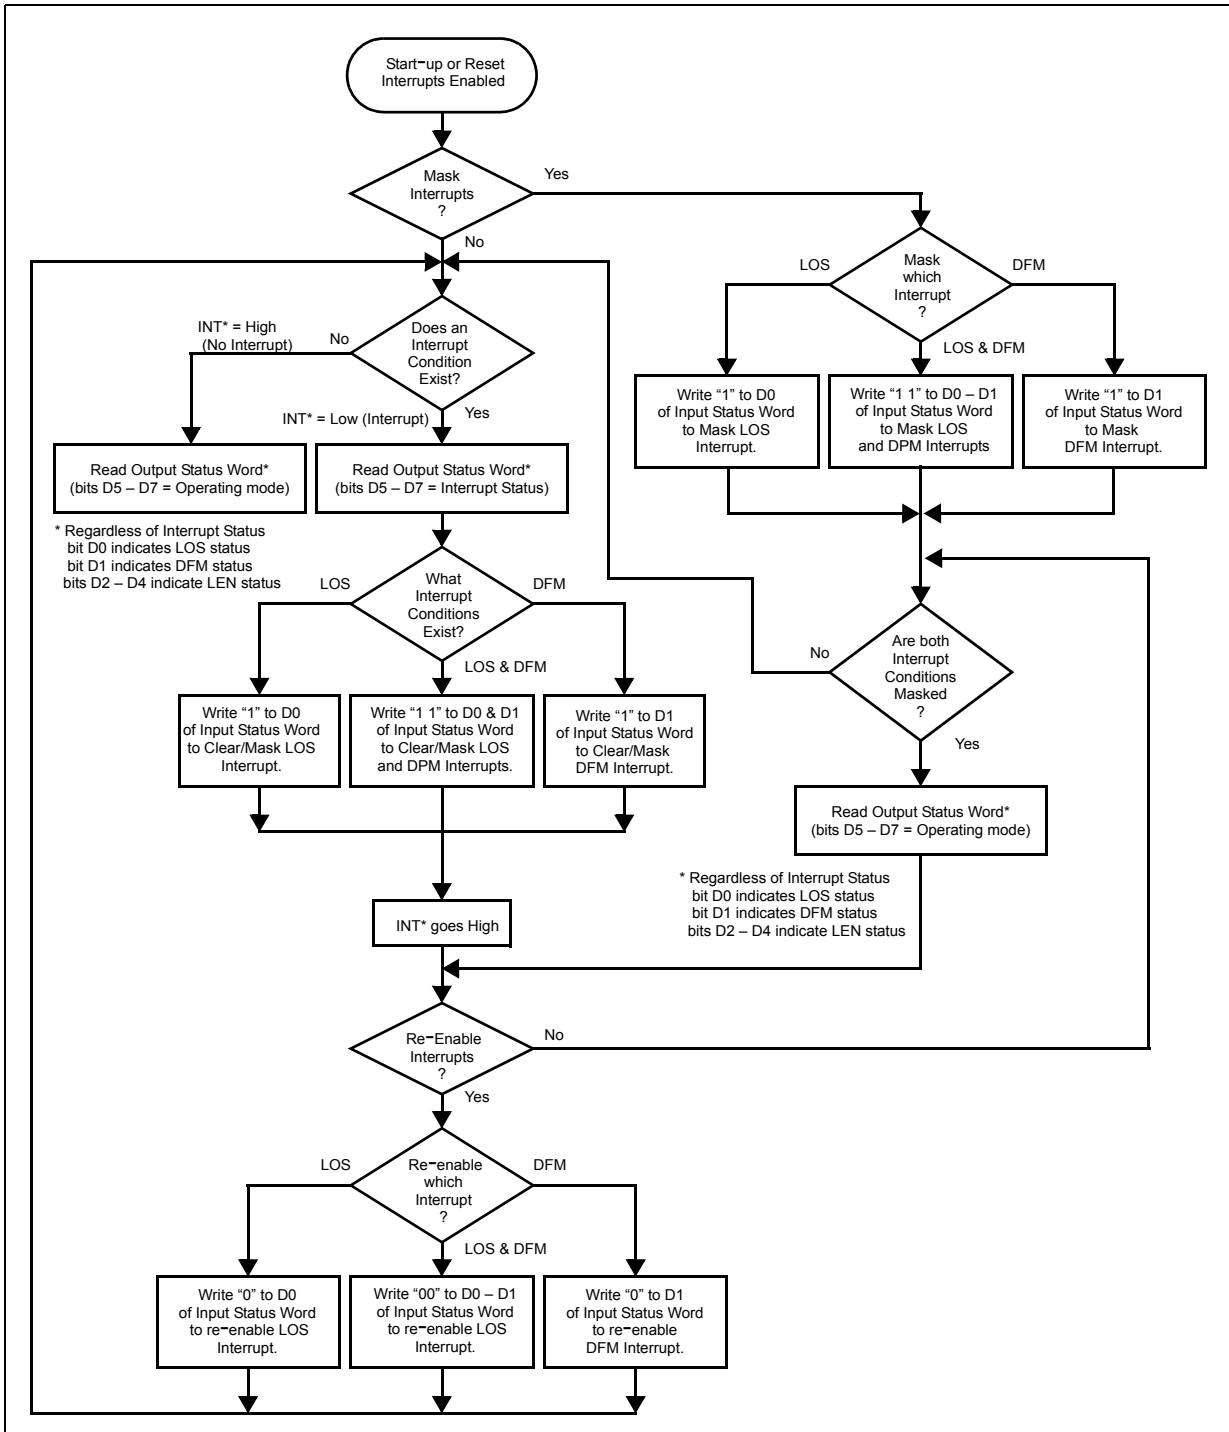 Start-up or Reset
Interrupts Enabled
Mask
Interrupts
?
Yes
No
Mask
which
Interrupt
?
LOS
DFM
LOS & DFM
INT* = High
(No Interrupt)
No
Does an
Interrupt
Condition
Exist?
INT* = Low (Interrupt)
Yes
Write “1” to D0
of Input Status Word
to Mask LOS
Interrupt.
Write “1 1” to D0 – D1
of Input Status Word
to Mask LOS
and DPM Interrupts
Write “1” to D1
of Input Status Word
to Mask
DFM Interrupt.
Read Output Status Word*
(bits D5 – D7 = Operating mode)
Read Output Status Word*
(bits D5 – D7 = Interrupt Status)
* Regardless of Interrupt Status
bit D0 indicates LOS status
bit D1 indicates DFM status
bits D2 – D4 indicate LEN status
LOS
What
Interrupt
Conditions
Exist?
DFM
LOS & DFM
No
Are both
Interrupt
Conditions
Masked
?
Yes
Write “1” to D0
of Input Status Word
to Clear/Mask LOS
Interrupt.
Write “1 1” to D0 & D1
of Input Status Word
to Clear/Mask LOS
and DPM Interrupts.
Write “1” to D1
of Input Status Word
to Clear/Mask
DFM Interrupt.
Read Output Status Word*
(bits D5 – D7 = Operating mode)
* Regardless of Interrupt Status
bit D0 indicates LOS status
bit D1 indicates DFM status
bits D2 – D4 indicate LEN status
INT* goes High
Re-Enable
Interrupts
?
No
Yes
LOS
Re-enable
which
Interrupt
?
DFM
LOS & DFM
Write “0” to D0
of Input Status Word
to re-enable LOS
Interrupt.
Write “00” to D0 – D1
of Input Status Word
to re-enable LOS
Interrupt.
Write “0” to D1
of Input Status Word
to re-enable
DFM Interrupt.